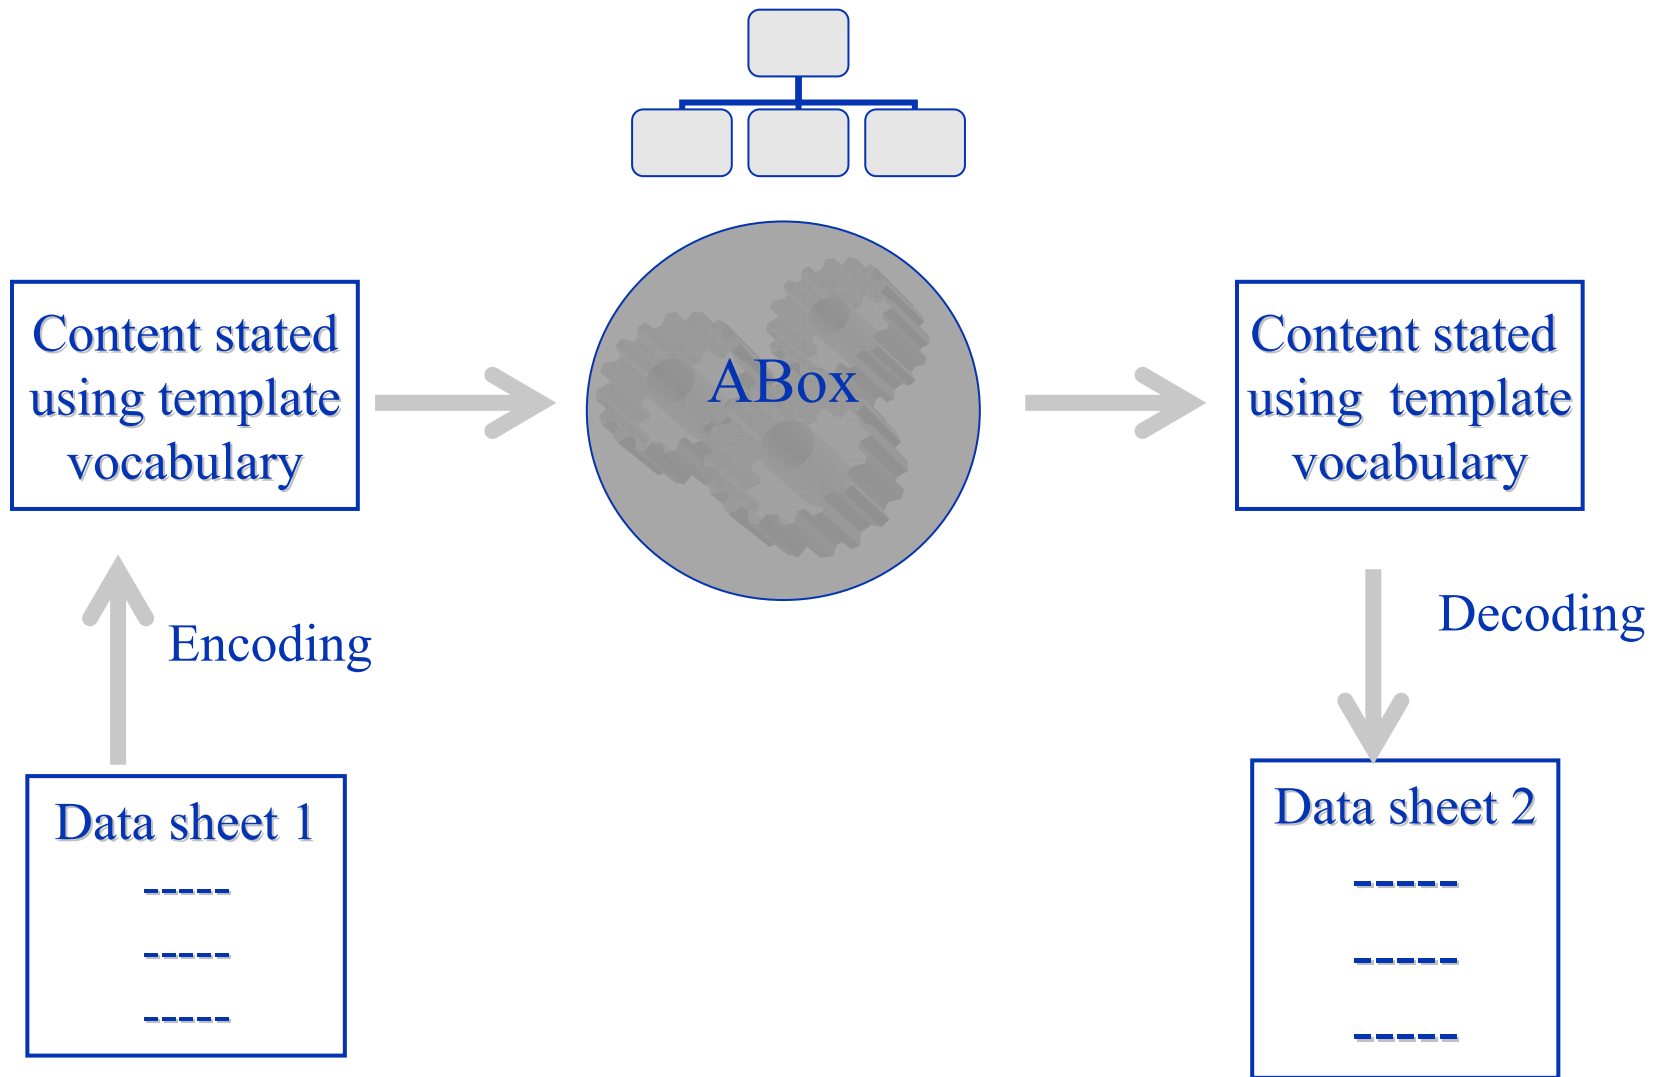 Content stated
using template
vocabulary
ABox
Content stated
using  template
vocabulary
Encoding
Decoding
Data sheet 1
-----
-----
-----
Data sheet 2
-----
-----
-----